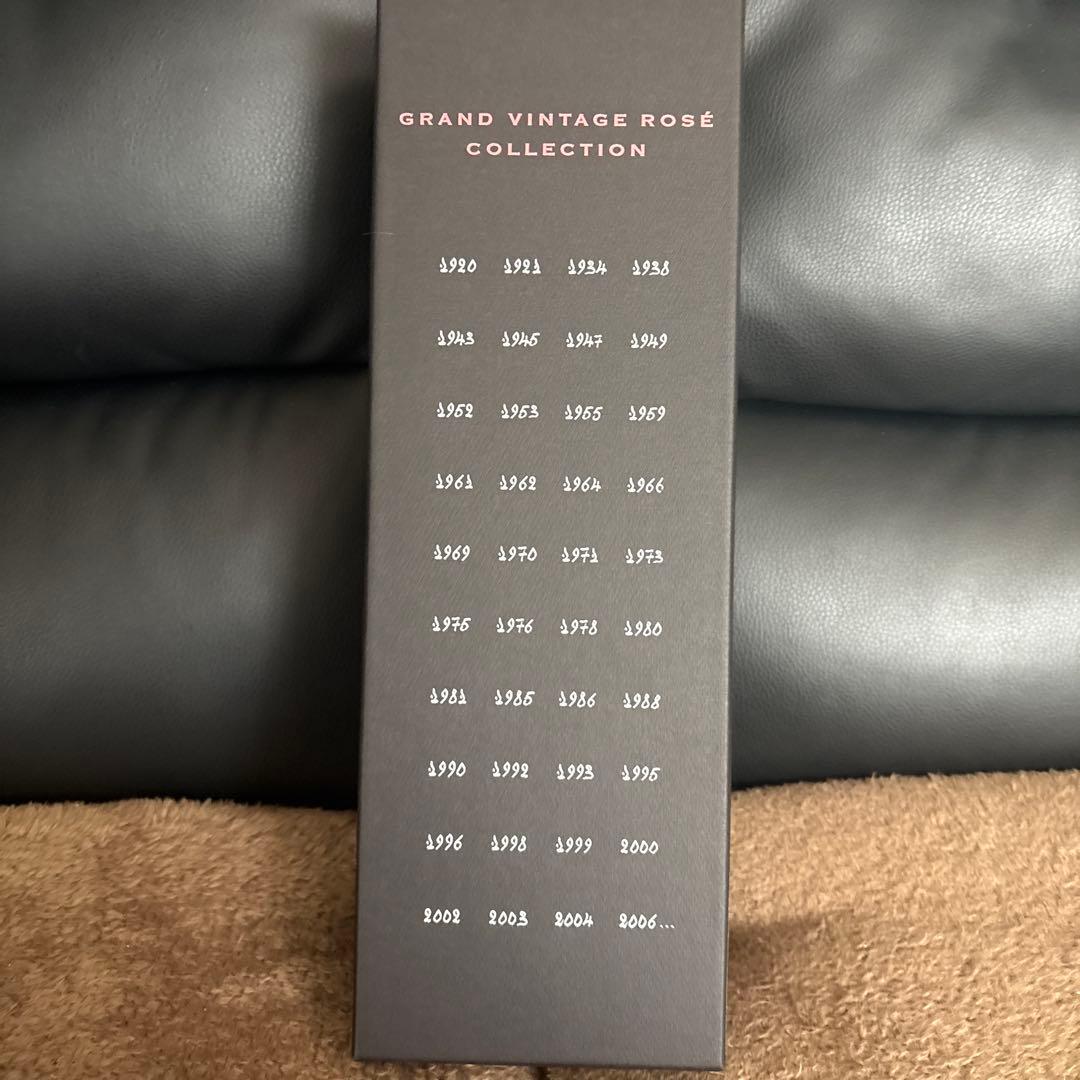 GRAND VINTAGE ROSÉ
COLLECTION
1920 1921 1934 1938
1943 1945 1947 1949
1952 1953 1955 1959
1961 1962 1964 1966
1969 1970 1971 1973
1975 1976 1978 1980
1981 1985 1986 1988
1990 1992 1993 1995
1996 1998 1999 2000
2002 2003 2004 2006...